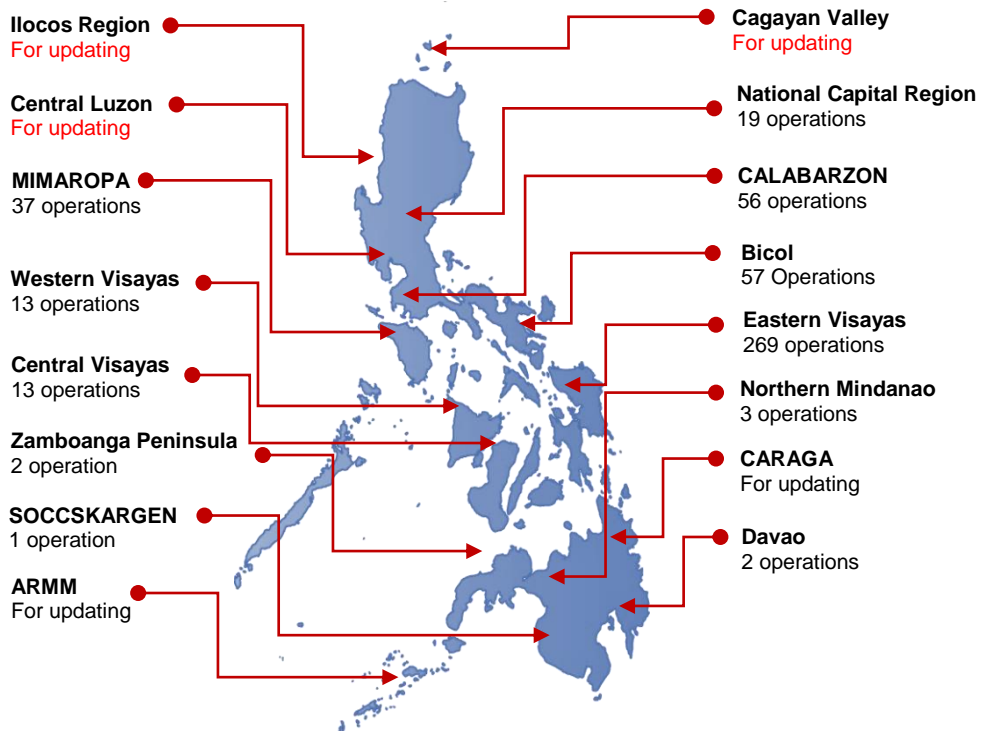 Ilocos Region
For updating
Central Luzon
For updating
MIMAROPA
37 operations
Western Visayas
13 operations
Central Visayas
13 operations
Zamboanga Peninsula
2 operation
SOCCSKARGEN
1 operation
ARMM
For updating
Cagayan Valley
For updating
National Capital Region
19 operations
CALABARZON
56 operations
Bicol
57 Operations
Eastern Visayas
269 operations
Northern Mindanao
3 operations
CARAGA
For updating
Davao
2 operations